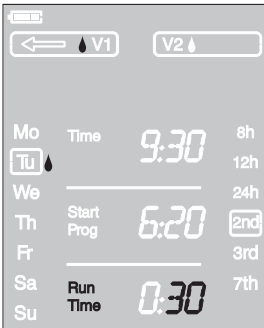 V1 V2
Mo Time 9:30 8h
Tu 12h
We 24h
Th Start Prog 6:20 2nd
Fr 3rd
Sa Run Time 0:30 7th
Su